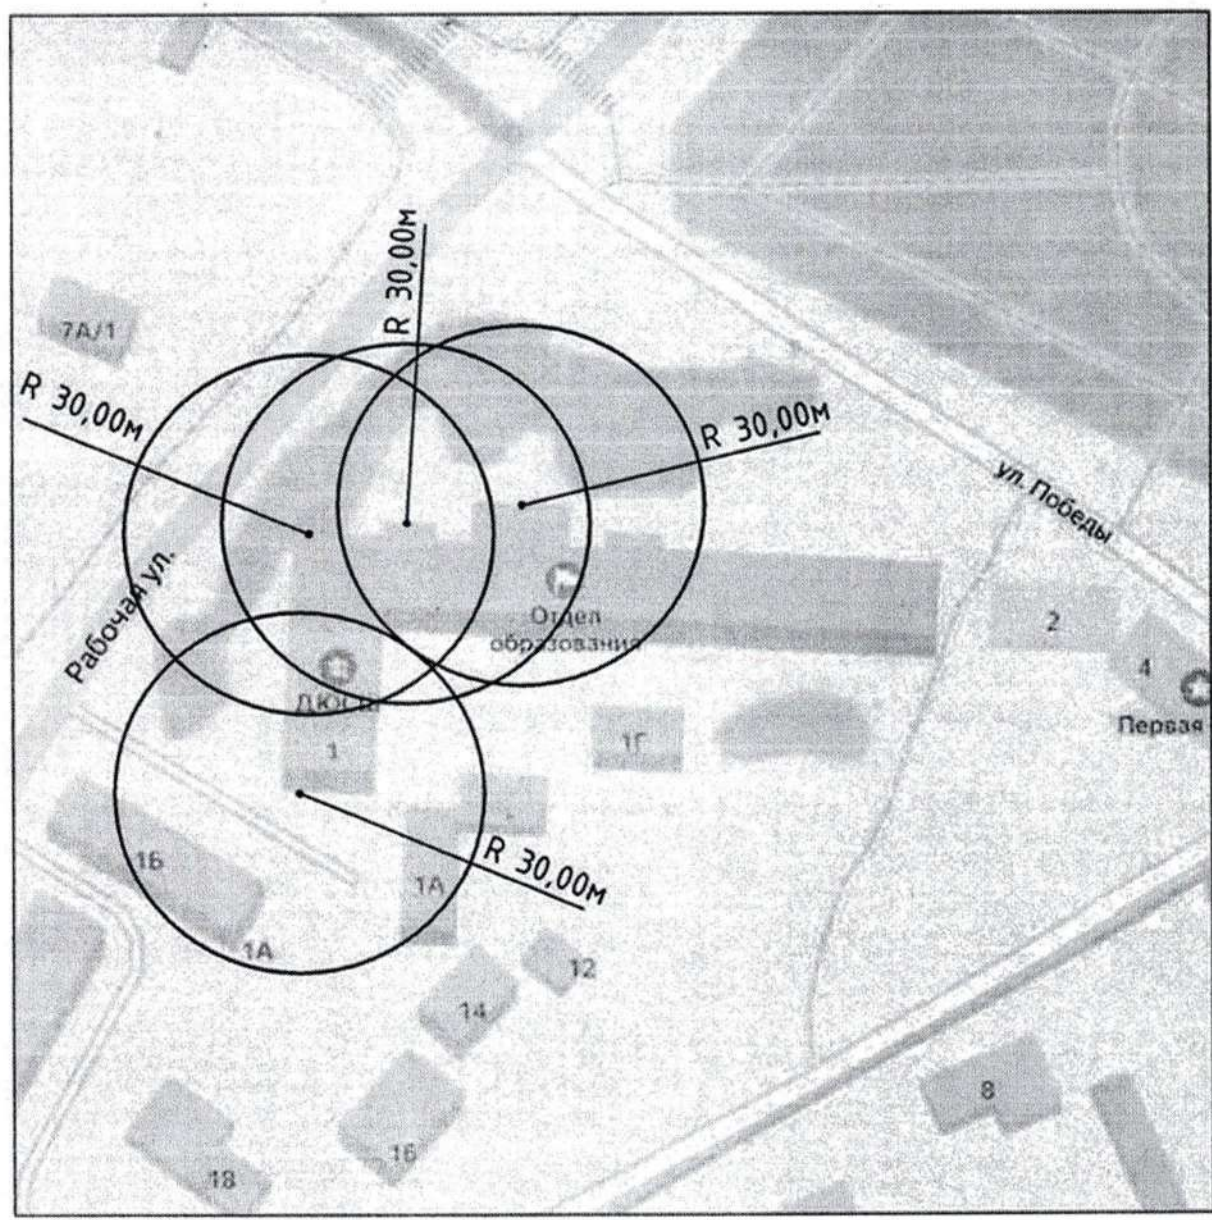 R 30,00м
7А/1
R 30,00м
R 30,00м
ул. Победы
Рабочая ул.
Отдел
образования
2
4
Первая
ДЮСШ
1
1Г
1Б
1А
R 30,00м
1А
12
14
8
16
18